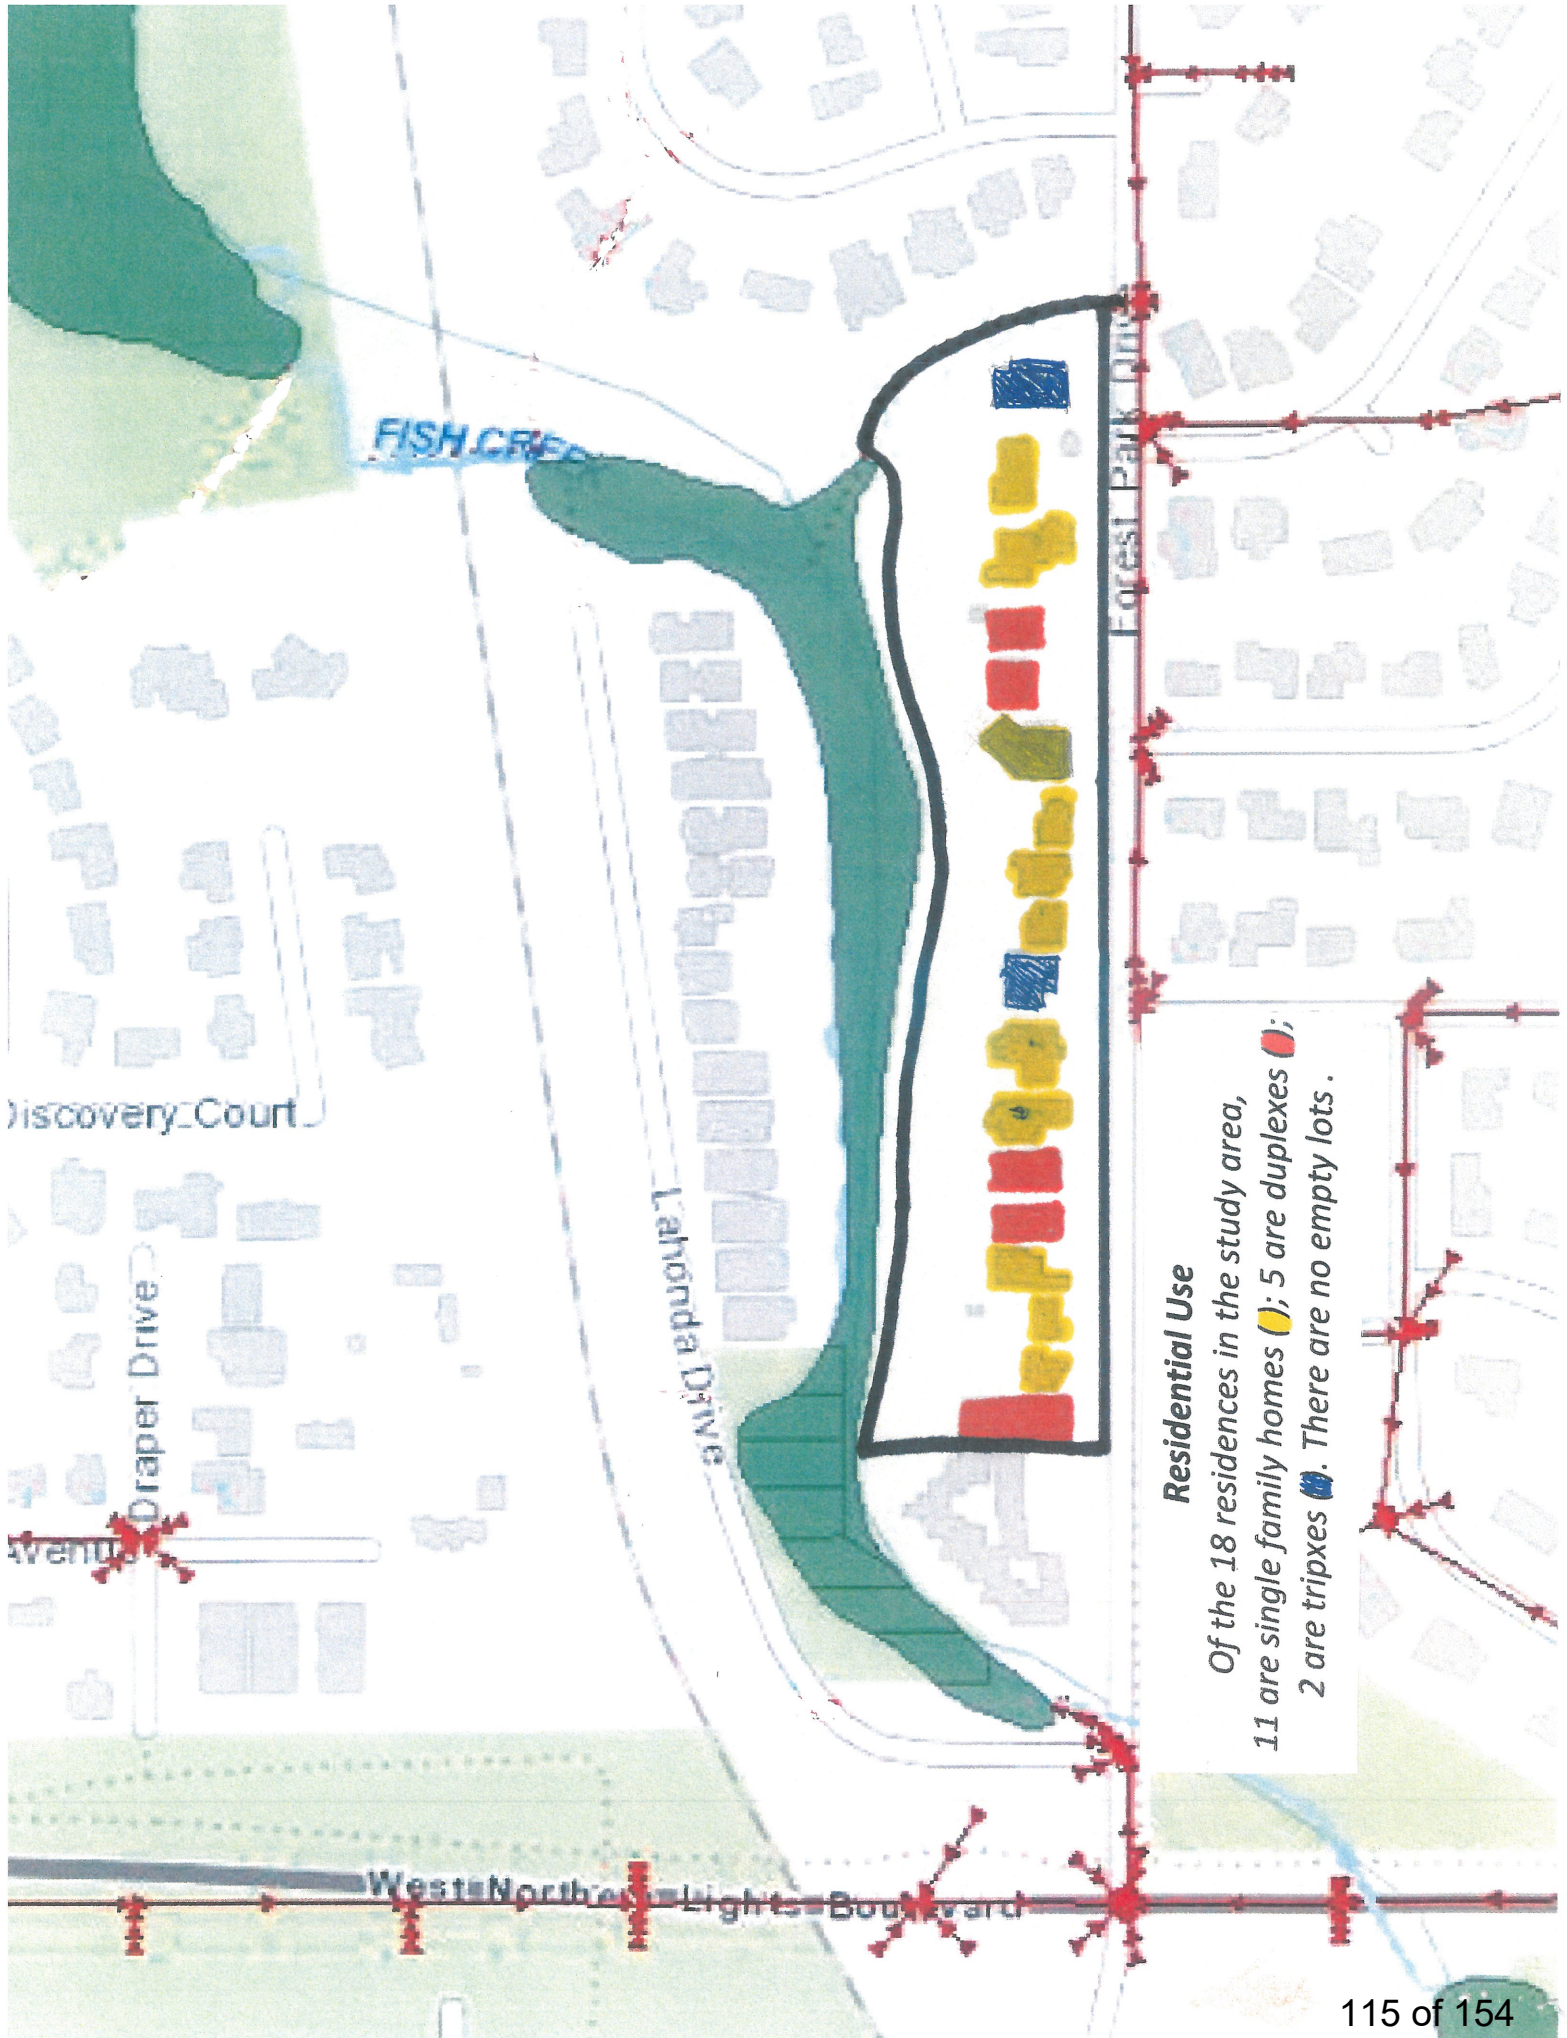 FISH CREE
Forest Park Drive
Discovery Court
Lahonda Drive
Draper Drive
Avenue
West Northern Lights Boulevard
Residential Use
Of the 18 residences in the study area,
11 are single family homes (); 5 are duplexes ();
2 are tripxes (). There are no empty lots .
115 of 154